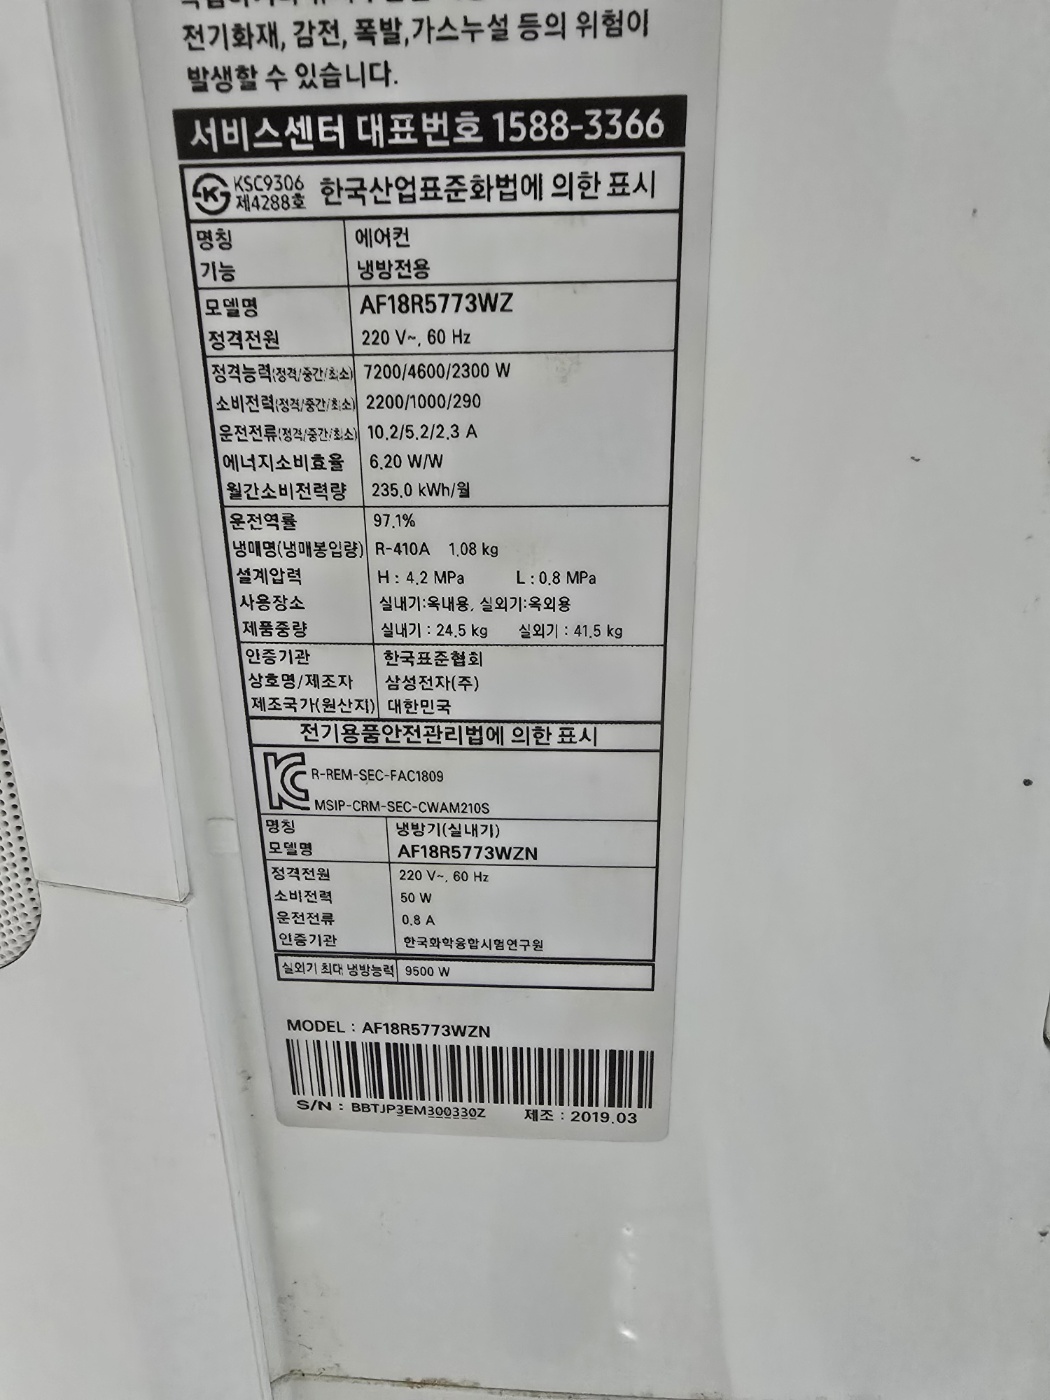 전기화재, 감전, 폭발,가스누설 등의 위험이
발생할 수 있습니다.
서비스센터 대표번호 1588-3366
KSC9306
제4288호 한국산업표준화법에 의한 표시
명칭 에어컨
기능 냉방전용
모델명 AF18R5773WZ
정격전원 220 V~, 60 Hz
정격능력(정격/중간/최소) 7200/4600/2300 W
소비전력(정격/중간/최소) 2200/1000/290
운전전류(정격/중간/최소) 10.2/5.2/2.3 A
에너지소비효율 6.20 W/W
월간소비전력량 235.0 kWh/월
운전역률 97.1%
냉매명(냉매봉입량) R-410A 1.08 kg
설계압력 H : 4.2 MPa L : 0.8 MPa
사용장소 실내기:옥내용, 실외기:옥외용
제품중량 실내기 : 24.5 kg 실외기 : 41.5 kg
인증기관 한국표준협회
상호명/제조자 삼성전자(주)
제조국가(원산지) 대한민국
전기용품안전관리법에 의한 표시
R-REM-SEC-FAC1809
MSIP-CRM-SEC-CWAM210S
명칭 냉방기(실내기)
모델명 AF18R5773WZN
정격전원 220 V~, 60 Hz
소비전력 50 W
운전전류 0.8 A
인증기관 한국화학융합시험연구원
실외기 최대 냉방능력 9500 W
MODEL : AF18R5773WZN
S/N : BBTJP3EM300330Z 제조 : 2019.03